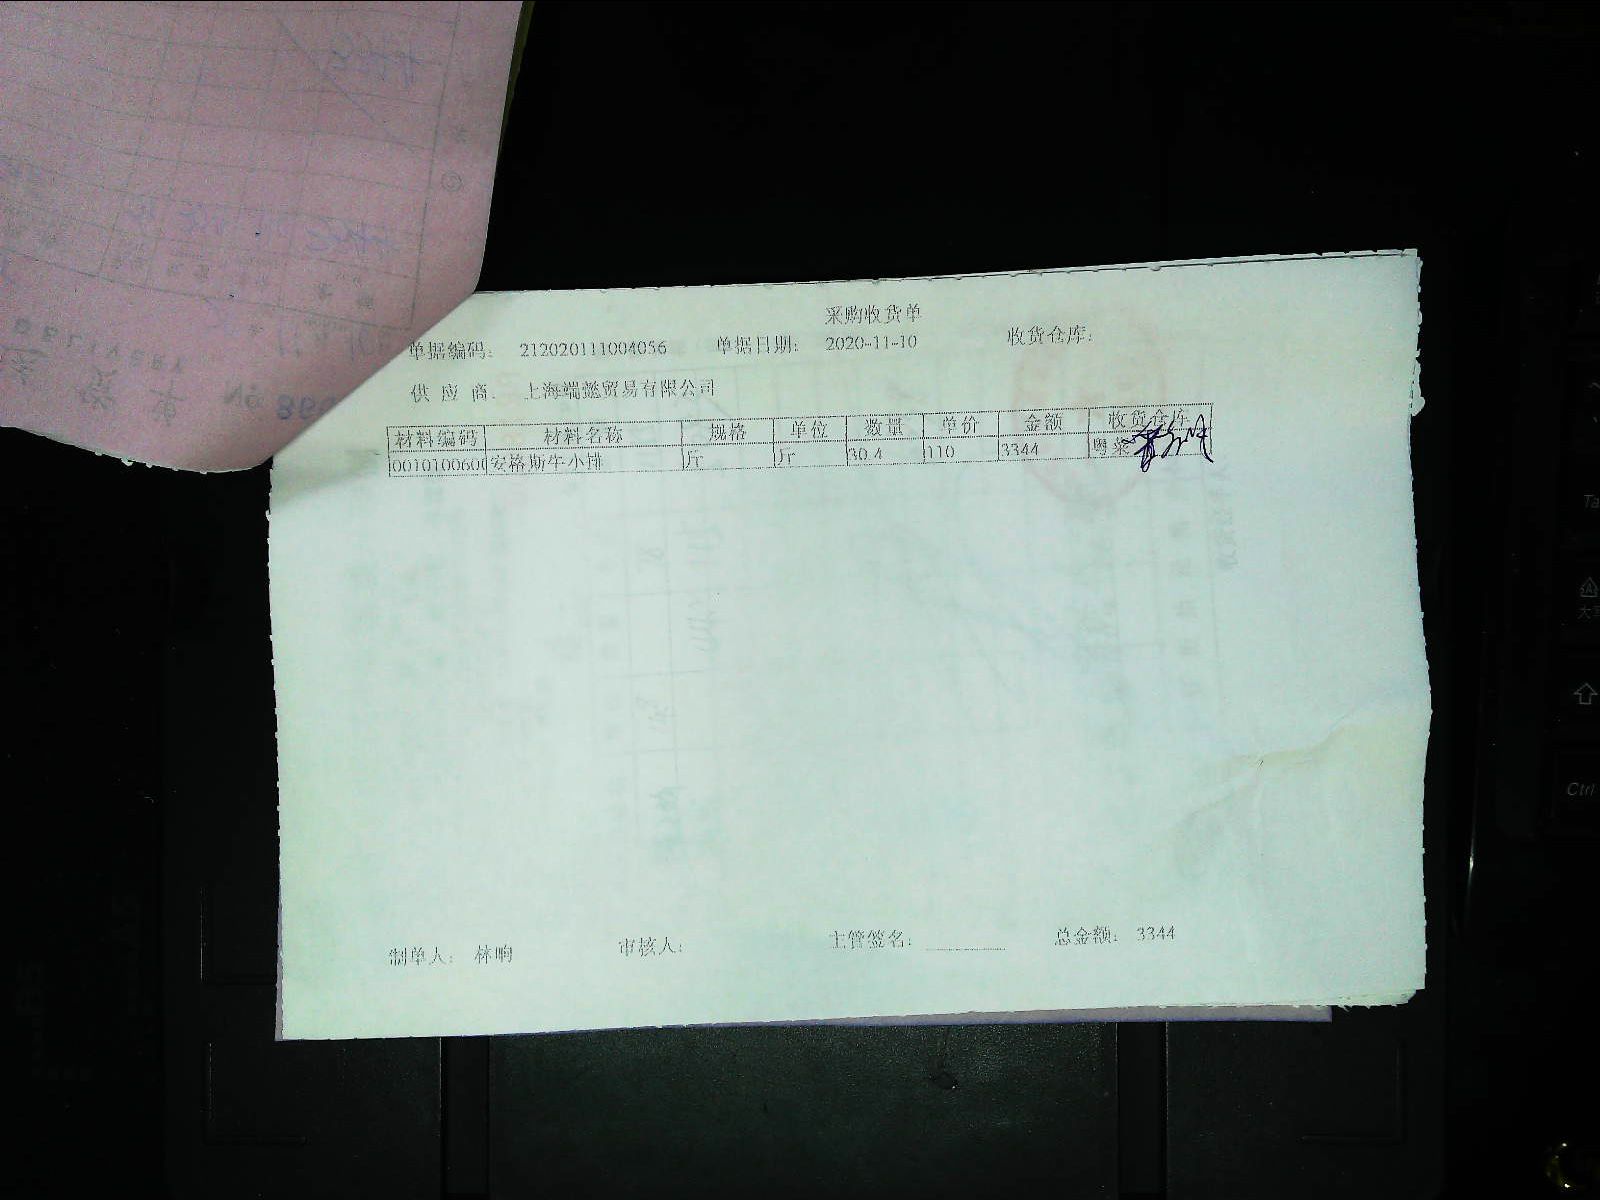 采购收货单
单据编码: 212020111004056 单据日期: 2020-11-10 收货仓库:
供应商. 上海端懿贸易有限公司
材料编码 材料名称 规格 单位 数量 单价 金额 收货仓库
0010100600 安格斯牛小排 斤 斤 30.4 110 3344 粤菜
制单人: 林响 审核人: 主管签名: 总金额: 3344
Ctrl